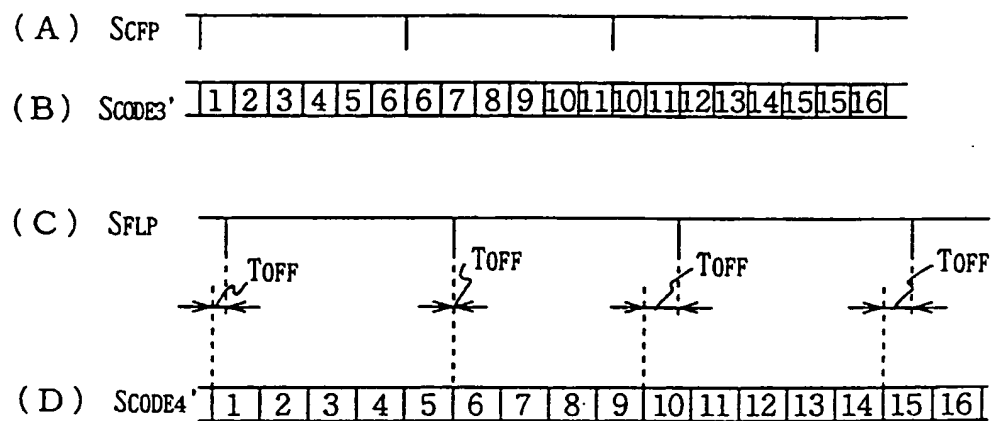 (A) SCFP
(B) SCODE3' 1 2 3 4 5 6 6 7 8 9 10 11 10 11 12 13 14 15 15 16
(C) SFLP
TOFF TOFF TOFF TOFF
(D) SCODE4' 1 2 3 4 5 6 7 8 9 10 11 12 13 14 15 16